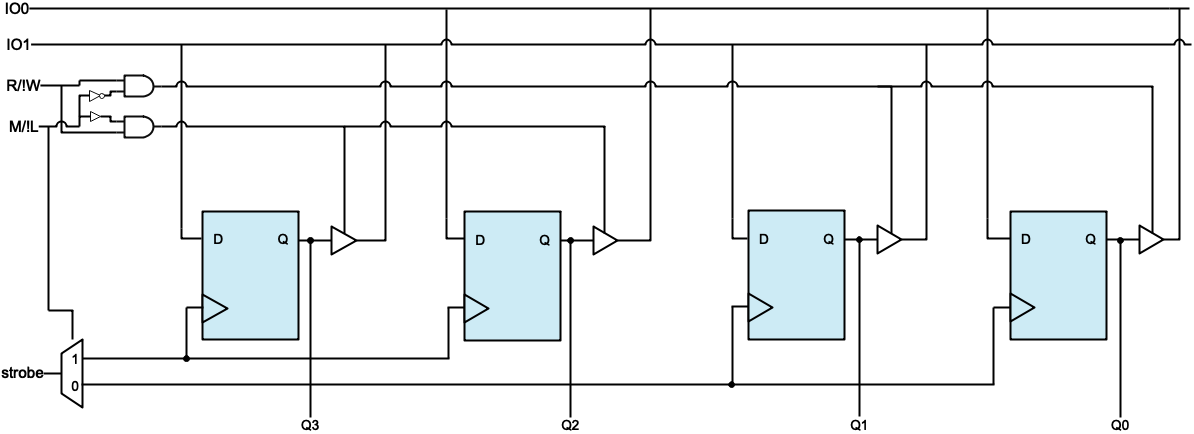 IO0
IO1
R/!W
M/!L
D Q
D Q
D Q
D Q
1
strobe
0
Q3 Q2 Q1 Q0